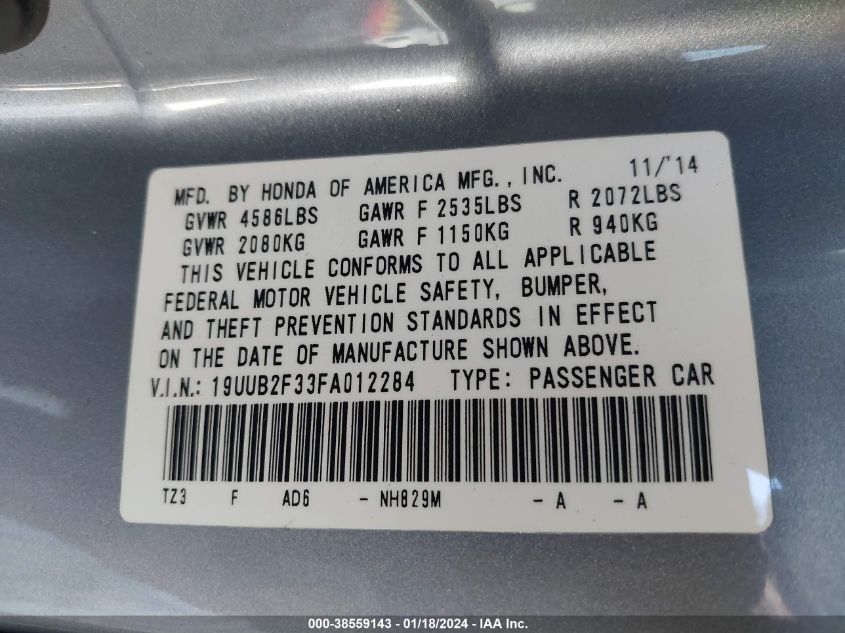 MFD. BY HONDA OF AMERICA MFG., INC. 11/'14
GVWR 4586LBS GAWR F 2535LBS R 2072LBS
GVWR 2080KG GAWR F 1150KG R 940KG
THIS VEHICLE CONFORMS TO ALL APPLICABLE
FEDERAL MOTOR VEHICLE SAFETY, BUMPER,
AND THEFT PREVENTION STANDARDS IN EFFECT
ON THE DATE OF MANUFACTURE SHOWN ABOVE.
V.I.N.: 19UUB2F33FA012284 TYPE: PASSENGER CAR
TZ3 F AD6 - NH829M - A - A
000-38559143 - 01/18/2024 - IAA Inc.